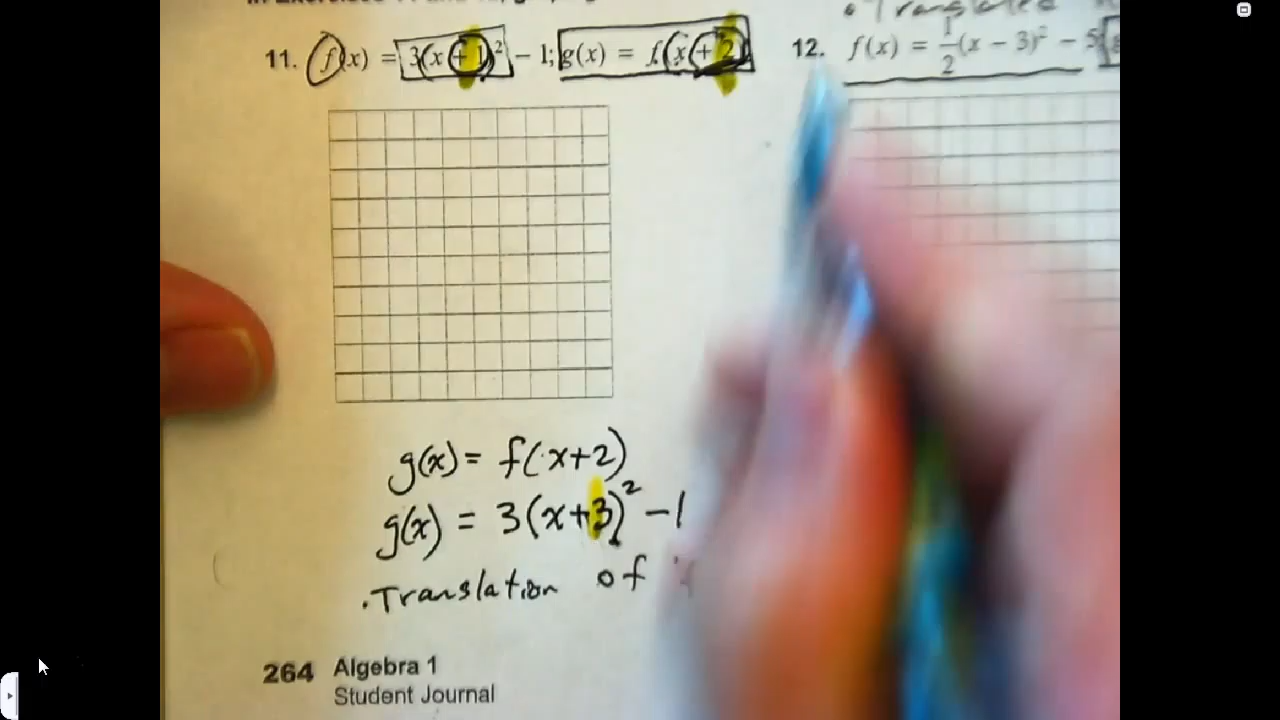 11. f(x) = 3(x + 1)² − 1; g(x) = f(x + 2)
12. f(x) = 1/2(x − 3)² − 5
g(x) = f(x+2)
g(x) = 3(x+3)² −1
. Translation of
264 Algebra 1
Student Journal